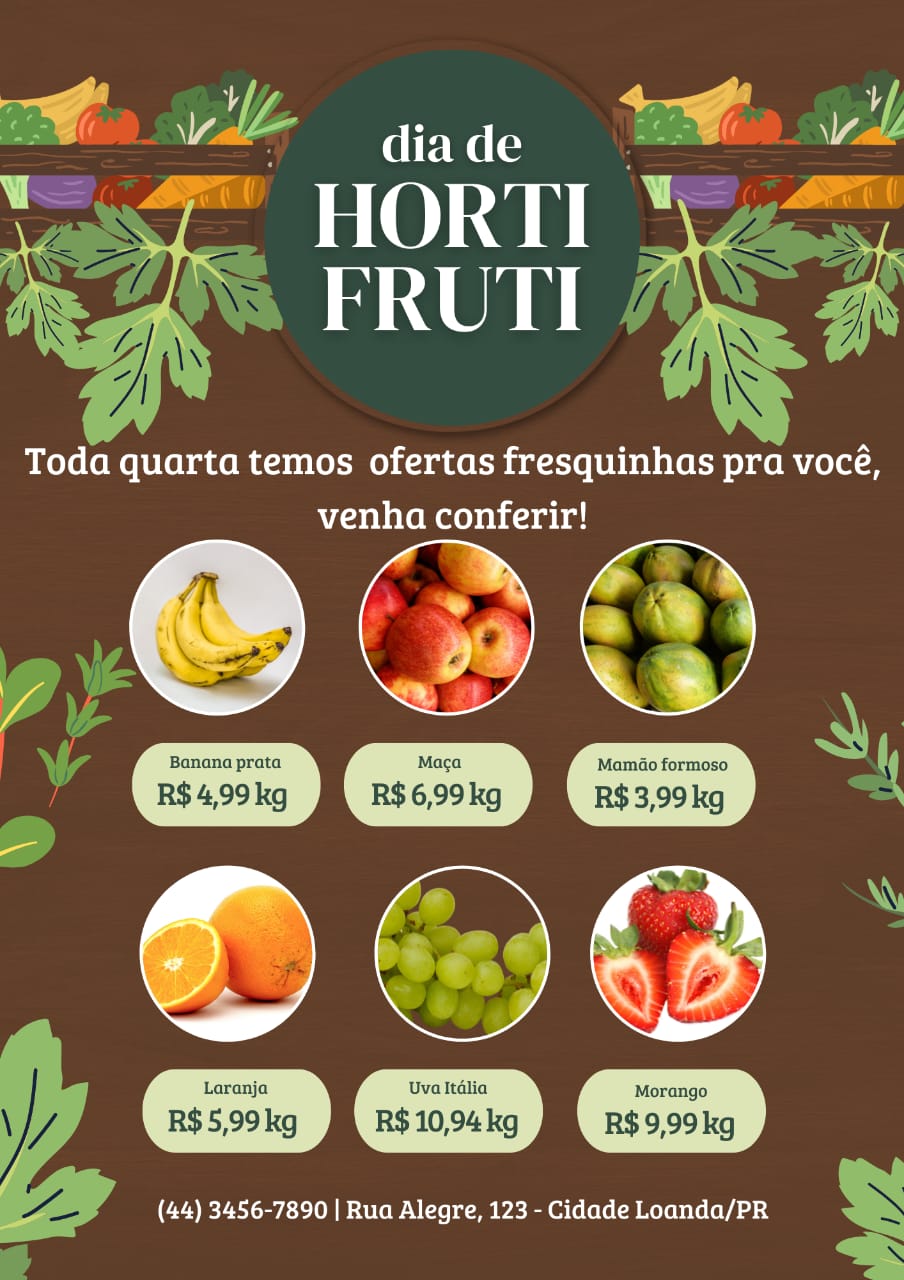 dia de
HORTI
FRUTI
Toda quarta temos ofertas fresquinhas pra você,
venha conferir!
Banana prata
R$ 4,99 kg
Maça
R$ 6,99 kg
Mamão formoso
R$ 3,99 kg
Laranja
R$ 5,99 kg
Uva Itália
R$ 10,94 kg
Morango
R$ 9,99 kg
(44) 3456-7890 | Rua Alegre, 123 - Cidade Loanda/PR